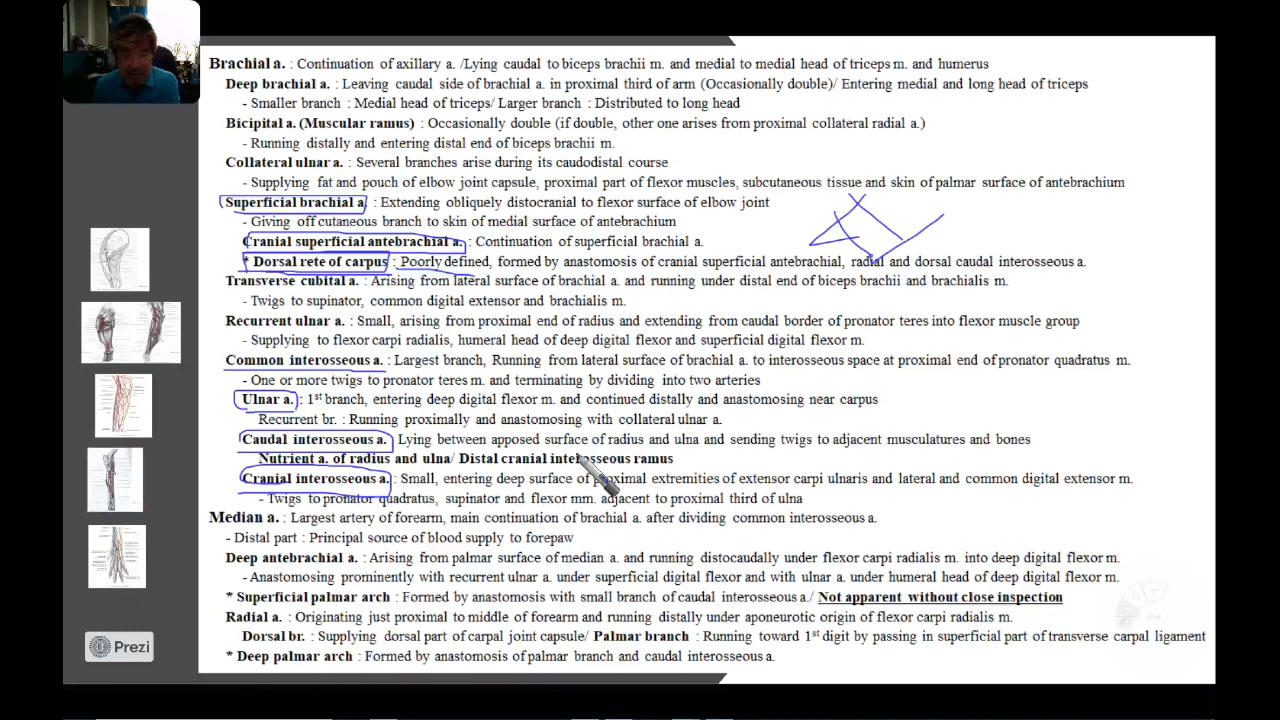 Brachial a. : Continuation of axillary a. /Lying caudal to biceps brachii m. and medial to medial head of triceps m. and humerus
Deep brachial a. : Leaving caudal side of brachial a. in proximal third of arm (Occasionally double)/ Entering medial and long head of triceps
- Smaller branch : Medial head of triceps/ Larger branch : Distributed to long head
Bicipital a. (Muscular ramus) : Occasionally double (if double, other one arises from proximal collateral radial a.)
- Running distally and entering distal end of biceps brachii m.
Collateral ulnar a. : Several branches arise during its caudodistal course
- Supplying fat and pouch of elbow joint capsule, proximal part of flexor muscles, subcutaneous tissue and skin of palmar surface of antebrachium
Superficial brachial a. : Extending obliquely distocranial to flexor surface of elbow joint
- Giving off cutaneous branch to skin of medial surface of antebrachium
Cranial superficial antebrachial a. : Continuation of superficial brachial a.
* Dorsal rete of carpus : Poorly defined, formed by anastomosis of cranial superficial antebrachial, radial and dorsal caudal interosseous a.
Transverse cubital a. : Arising from lateral surface of brachial a. and running under distal end of biceps brachii and brachialis m.
- Twigs to supinator, common digital extensor and brachialis m.
Recurrent ulnar a. : Small, arising from proximal end of radius and extending from caudal border of pronator teres into flexor muscle group
- Supplying to flexor carpi radialis, humeral head of deep digital flexor and superficial digital flexor m.
Common interosseous a. : Largest branch, Running from lateral surface of brachial a. to interosseous space at proximal end of pronator quadratus m.
- One or more twigs to pronator teres m. and terminating by dividing into two arteries
Ulnar a. : 1st branch, entering deep digital flexor m. and continued distally and anastomosing near carpus
Recurrent br. : Running proximally and anastomosing with collateral ulnar a.
Caudal interosseous a. Lying between apposed surface of radius and ulna and sending twigs to adjacent musculatures and bones
Nutrient a. of radius and ulna/ Distal cranial interosseous ramus
Cranial interosseous a. : Small, entering deep surface of proximal extremities of extensor carpi ulnaris and lateral and common digital extensor m.
- Twigs to pronator quadratus, supinator and flexor mm. adjacent to proximal third of ulna
Median a. : Largest artery of forearm, main continuation of brachial a. after dividing common interosseous a.
- Distal part : Principal source of blood supply to forepaw
Deep antebrachial a. : Arising from palmar surface of median a. and running distocaudally under flexor carpi radialis m. into deep digital flexor m.
- Anastomosing prominently with recurrent ulnar a. under superficial digital flexor and with ulnar a. under humeral head of deep digital flexor m.
* Superficial palmar arch : Formed by anastomosis with small branch of caudal interosseous a./ Not apparent without close inspection
Radial a. : Originating just proximal to middle of forearm and running distally under aponeurotic origin of flexor carpi radialis m.
Dorsal br. : Supplying dorsal part of carpal joint capsule/ Palmar branch : Running toward 1st digit by passing in superficial part of transverse carpal ligament
* Deep palmar arch : Formed by anastomosis of palmar branch and caudal interosseous a.
Prezi